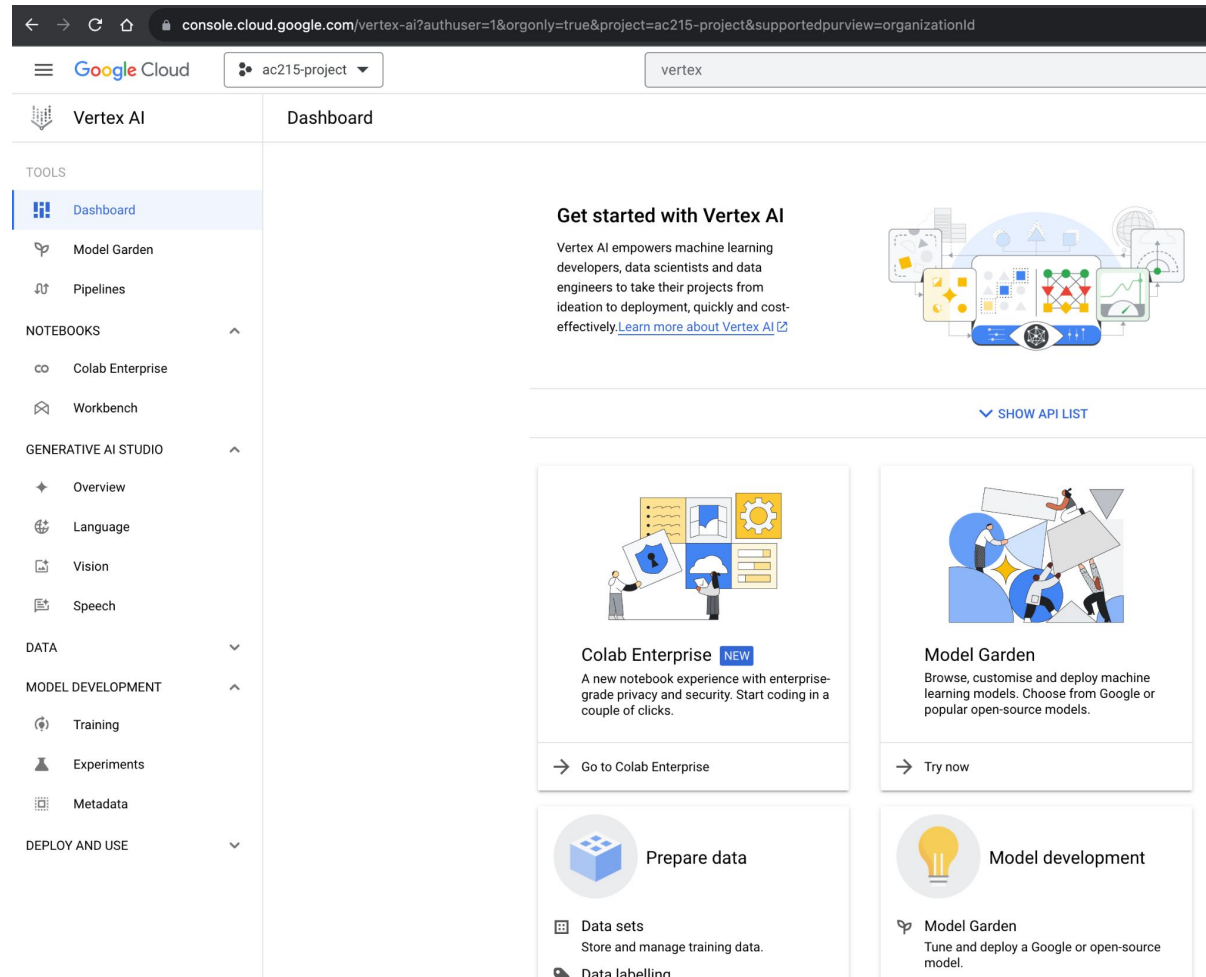 console.cloud.google.com/vertex-ai?authuser=1&orgonly=true&project=ac215-project&supportedpurview=organizationId
Google Cloud
ac215-project
vertex
Vertex AI
Dashboard
TOOLS
Dashboard
Model Garden
Pipelines
NOTEBOOKS
Colab Enterprise
Workbench
GENERATIVE AI STUDIO
Overview
Language
Vision
Speech
DATA
MODEL DEVELOPMENT
Training
Experiments
Metadata
DEPLOY AND USE
Get started with Vertex AI
Vertex AI empowers machine learning
developers, data scientists and data
engineers to take their projects from
ideation to deployment, quickly and cost-
effectively.Learn more about Vertex AI
SHOW API LIST
Colab Enterprise NEW
A new notebook experience with enterprise-
grade privacy and security. Start coding in a
couple of clicks.
Go to Colab Enterprise
Model Garden
Browse, customise and deploy machine
learning models. Choose from Google or
popular open-source models.
Try now
Prepare data
Data sets
Store and manage training data.
Data labelling
Model development
Model Garden
Tune and deploy a Google or open-source
model.